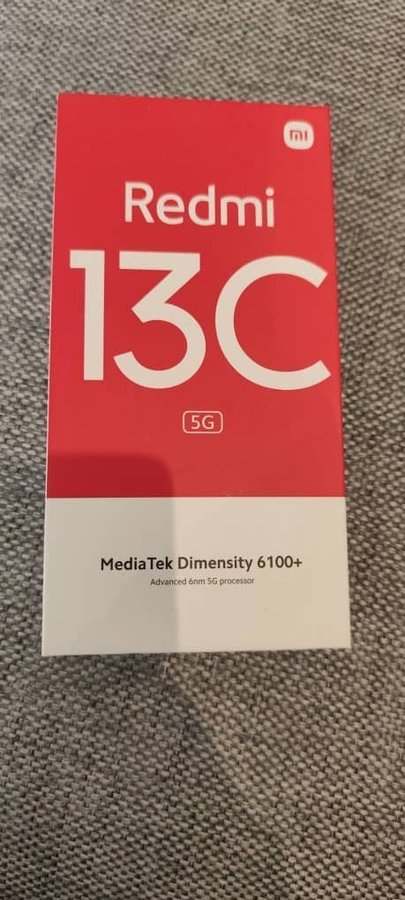 mi
Redmi
13C
5G
MediaTek Dimensity 6100+
Advanced 6nm 5G processor